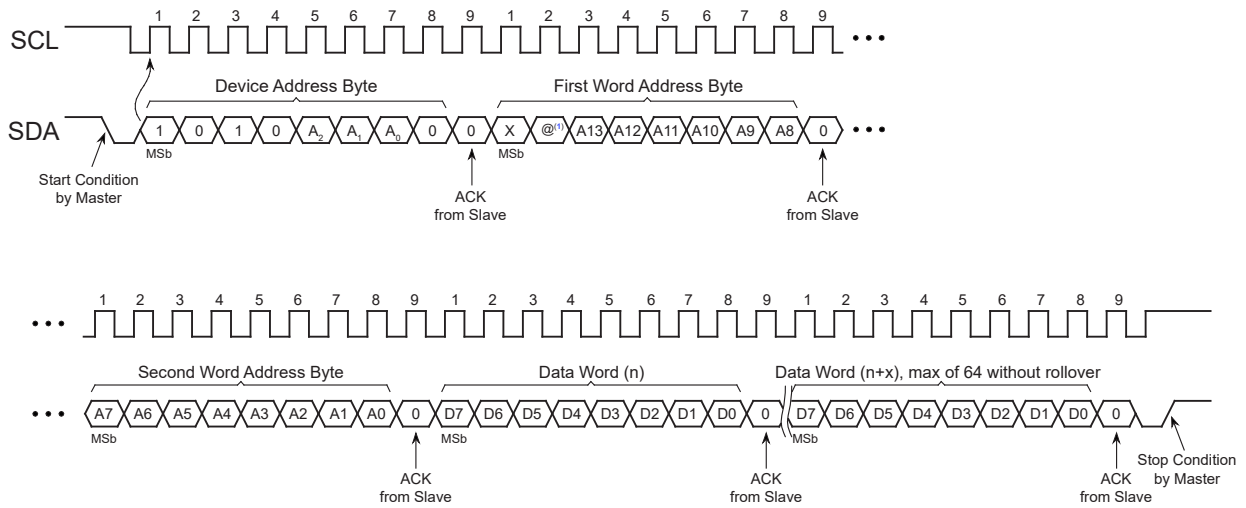 1 2 3 4 5 6 7 8 9 1 2 3 4 5 6 7 8 9
SCL
Device Address Byte First Word Address Byte
SDA 1 0 1 0 A2 A1 A0 0 0 X @(1) A13 A12 A11 A10 A9 A8 0
MSb MSb
Start Condition
by Master
ACK
from Slave
ACK
from Slave
1 2 3 4 5 6 7 8 9 1 2 3 4 5 6 7 8 9 1 2 3 4 5 6 7 8 9
Second Word Address Byte Data Word (n) Data Word (n+x), max of 64 without rollover
A7 A6 A5 A4 A3 A2 A1 A0 0 D7 D6 D5 D4 D3 D2 D1 D0 0 D7 D6 D5 D4 D3 D2 D1 D0 0
MSb MSb MSb
ACK
from Slave
ACK
from Slave
ACK
from Slave
Stop Condition
by Master